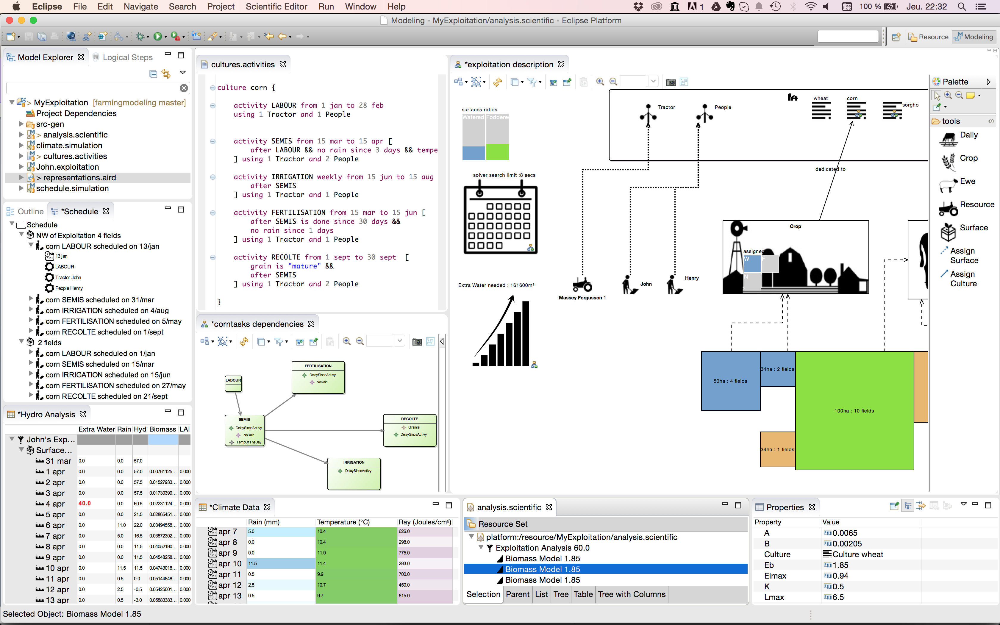 Eclipse File Edit Navigate Search Project Scientific Editor Run Window Help
1
100 %
Jeu. 22:32
Modeling - MyExploitation/analysis.scientific - Eclipse Platform
Resource
Modeling
Model Explorer
Logical Steps
> MyExploitation [farmingmodeling master]
Project Dependencies
src-gen
> analysis.scientific
climate.simulation
> cultures.activities
John.exploitation
> representations.aird
schedule.simulation
Outline
*Schedule
Schedule
NW of Exploitation 4 fields
corn LABOUR scheduled on 13/jan
13 jan
LABOUR
Tractor John
People Henry
corn SEMIS scheduled on 31/mar
corn IRRIGATION scheduled on 4/aug
corn FERTILISATION scheduled on 5/may
corn RECOLTE scheduled on 1/sept
2 fields
corn LABOUR scheduled on 1/jan
corn SEMIS scheduled on 15/mar
corn IRRIGATION scheduled on 15/jun
corn FERTILISATION scheduled on 27/may
corn RECOLTE scheduled on 21/sept
*Hydro Analysis
Extra Water Rain Hydr Biomass LAI
John's Exp...
Surface...
31 mar 0.0 0.0 57.0
1 apr 0.0 0.0 57.0 0.00761125... 0.000
2 apr 0.0 0.0 57.5 0.01527933... 0.000
3 apr 0.0 0.0 57.5 0.01730399... 0.000
4 apr 40.0 0.0 60.5 0.02231124... 0.000
5 apr 0.0 0.0 21.5 0.02865451... 0.000
6 apr 0.0 11.0 22.0 0.03494558... 0.000
7 apr 0.0 5.0 16.5 0.03872302... 0.000
8 apr 0.0 0.0 11.5 0.04052190... 0.000
9 apr 0.0 0.0 11.5 0.04548258... 0.000
10 apr 0.0 11.5 11.5 0.04743018... 0.000
11 apr 0.0 0.5 0.0 0.05144848... 0.000
12 apr 0.0 2.5 -0.5 0.05425001... 0.000
13 apr 0.0 0.5 -3.0 0.05883383... 0.000
cultures.activities
culture corn {
activity LABOUR from 1 jan to 28 feb
using 1 Tractor and 1 People
activity SEMIS from 15 mar to 15 apr [
after LABOUR && no rain since 3 days && tempe
] using 1 Tractor and 2 People
activity IRRIGATION weekly from 15 jun to 15 aug
after SEMIS
] using 1 Tractor and 1 People
activity FERTILISATION from 15 mar to 15 jun [
after SEMIS is done since 30 days &&
no rain since 1 days
] using 1 Tractor and 1 People
activity RECOLTE from 1 sept to 30 sept [
grain is "mature" &&
after SEMIS
] using 1 Tractor and 2 People
}
*corntasks dependencies
FERTILISATION
DelaySinceActivy
NoRain
LABOUR
SEMIS
DelaySinceActivy
NoRain
TempOfTheDay
RECOLTE
GrainIs
DelaySinceActivy
IRRIGATION
DelaySinceActivy
*exploitation description
surfaces ratios
Watered Foddere
solver search limit :8 secs
Extra Water needed : 161600m³
Tractor
People
wheat
corn
sorgho
dedicated to
Massey Fergusson 1
John
Henry
Crop
assigned
W
F
N
50ha : 4 fields
34ha : 2 fields
100ha : 10 fields
34ha : 1 fields
Palette
tools
Daily
Crop
Ewe
Resource
Surface
Assign
Surface
Assign
Culture
*Climate Data
Rain (mm) Temperature (°C) Ray (Joules/cm²)
apr 7 5.0 10.4 626.0
apr 8 0.0 10.4 298.0
apr 9 0.0 11.0 775.0
apr 10 11.5 11.4 293.0
apr 11 0.5 9.9 700.0
apr 12 2.5 10.7 450.0
apr 13 0.5 9.7 815.0
analysis.scientific
Resource Set
platform:/resource/MyExploitation/analysis.scientific
Exploitation Analysis 60.0
Biomass Model 1.85
Biomass Model 1.85
Biomass Model 1.85
Selection Parent List Tree Table Tree with Columns
Properties
Property Value
A 0.0065
B 0.00205
Culture Culture wheat
Eb 1.85
Eimax 0.94
K 0.5
Lmax 6.5
Selected Object: Biomass Model 1.85